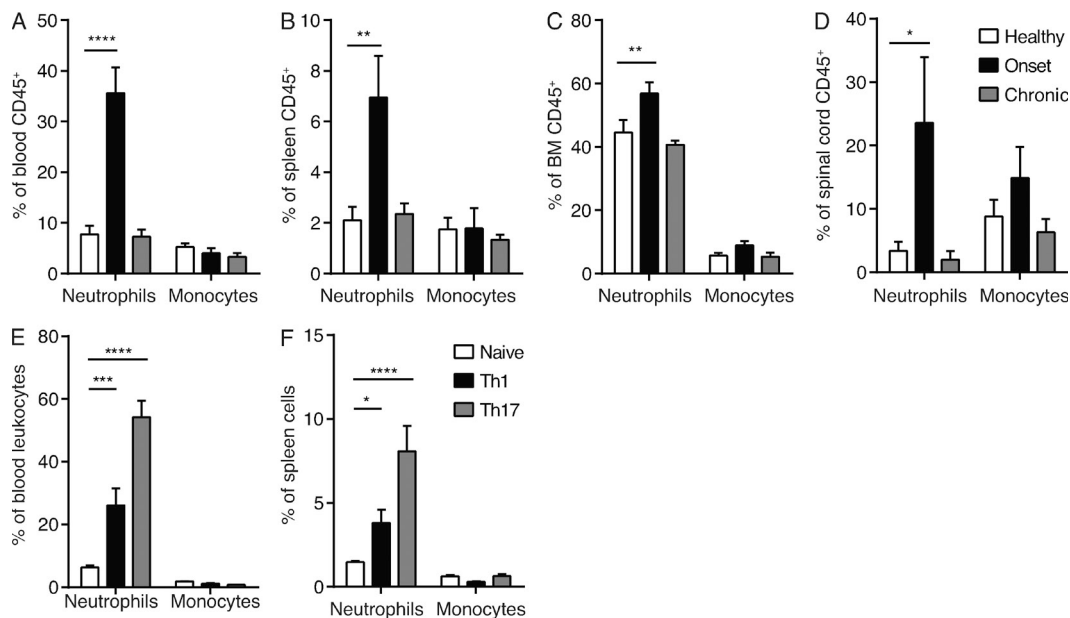 A
% of blood CD45+
50
40
30
20
10
0
****
Neutrophils Monocytes
B
% of spleen CD45+
10
8
6
4
2
0
**
Neutrophils Monocytes
C
% of BM CD45+
80
60
40
20
0
**
Neutrophils Monocytes
D
% of spinal cord CD45+
40
30
20
10
0
*
Healthy
Onset
Chronic
Neutrophils Monocytes
E
% of blood leukocytes
80
60
40
20
0
****
***
Neutrophils Monocytes
F
% of spleen cells
15
10
5
0
****
*
Naive
Th1
Th17
Neutrophils Monocytes